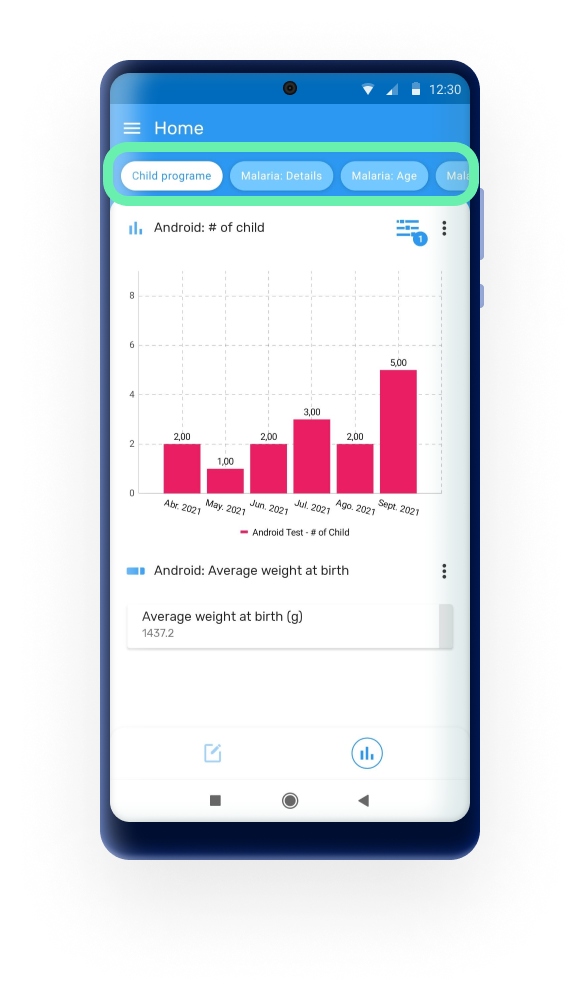 12:30
Home
Child programe Malaria: Details Malaria: Age Mala
Android: # of child
1
8
6
4
2
0
2,00 1,00 2,00 3,00 2,00 5,00
Abr. 2021 May. 2021 Jun. 2021 Jul. 2021 Ago. 2021 Sept. 2021
Android Test - # of Child
Android: Average weight at birth
Average weight at birth (g)
1437.2